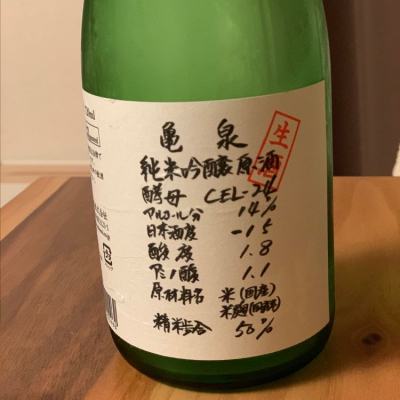 亀泉
生酒
純米吟醸原酒
酵母 CEL-24
アルコール分 14%
日本酒度 -15
酸度 1.8
アミノ酸 1.1
原材料名 米(国産)
米麹(国産米)
精米歩合 50%